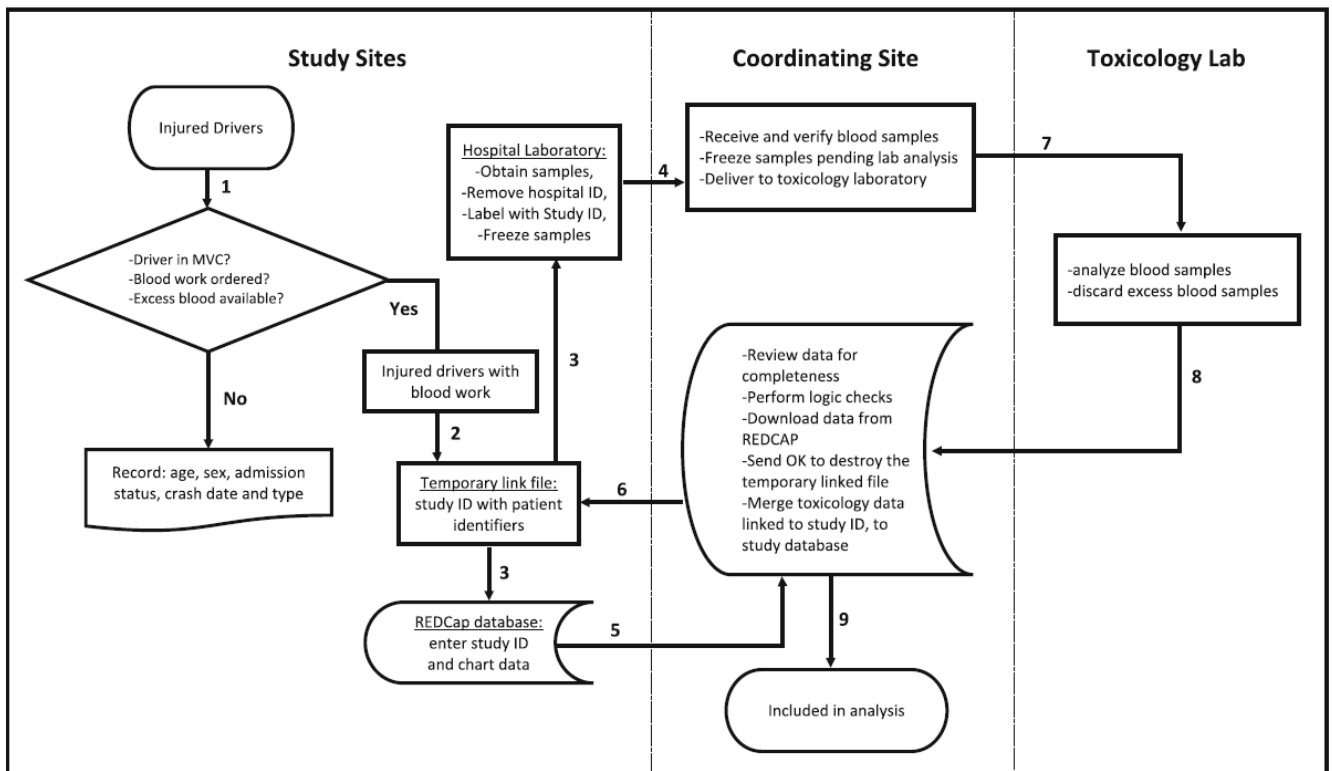 Study Sites
Injured Drivers
1
-Driver in MVC?
-Blood work ordered?
-Excess blood available?
Yes
No
Record: age, sex, admission
status, crash date and type
Injured drivers with
blood work
2
Temporary link file:
study ID with patient
identifiers
3
Hospital Laboratory:
-Obtain samples,
-Remove hospital ID,
-Label with Study ID,
-Freeze samples
3
REDCap database:
enter study ID
and chart data
4
5
6
Coordinating Site
-Receive and verify blood samples
-Freeze samples pending lab analysis
-Deliver to toxicology laboratory
-Review data for
completeness
-Perform logic checks
-Download data from
REDCAP
-Send OK to destroy the
temporary linked file
-Merge toxicology data
linked to study ID, to
study database
9
Included in analysis
Toxicology Lab
7
-analyze blood samples
-discard excess blood samples
8